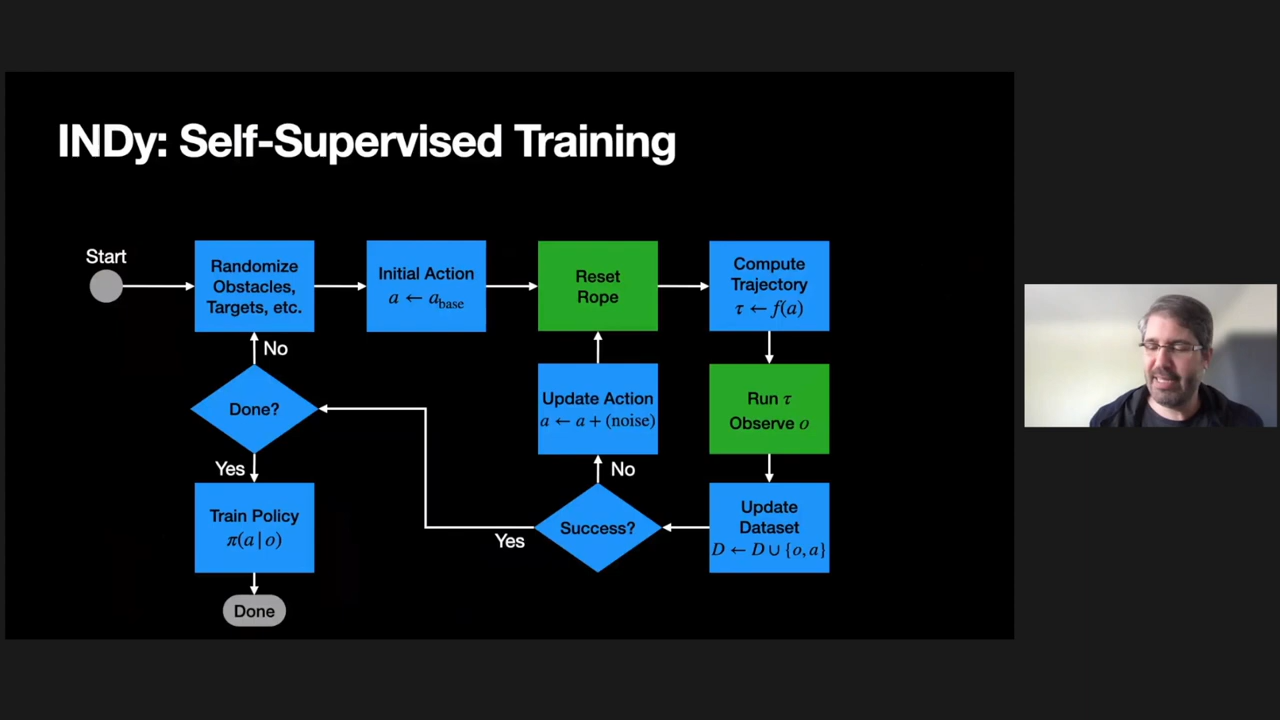 INDy: Self-Supervised Training
Start
Randomize
Obstacles,
Targets, etc.
Initial Action
a ← a_base
Reset
Rope
Compute
Trajectory
τ ← f(a)
No
Done?
Update Action
a ← a + (noise)
Run τ
Observe o
Yes
No
Train Policy
π(a | o)
Success?
Yes
Update
Dataset
D ← D ∪ {o, a}
Done